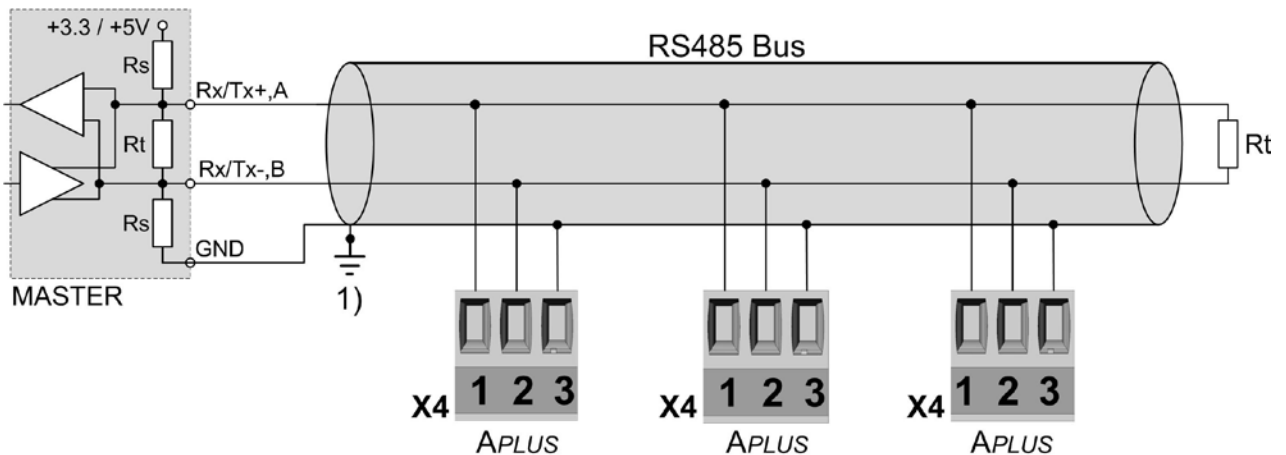 +3.3 / +5V
RS485 Bus
Rs
Rx/Tx+,A
Rt
Rt
Rx/Tx-,B
Rs
GND
MASTER
1)
X4 1 2 3
X4 1 2 3
X4 1 2 3
APLUS
APLUS
APLUS